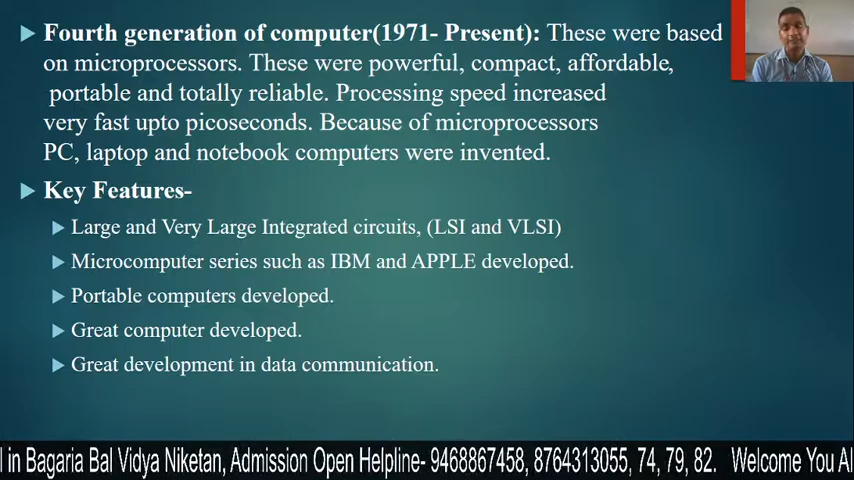 Fourth generation of computer(1971- Present): These were based
on microprocessors. These were powerful, compact, affordable,
portable and totally reliable. Processing speed increased
very fast upto picoseconds. Because of microprocessors
PC, laptop and notebook computers were invented.
Key Features-
Large and Very Large Integrated circuits, (LSI and VLSI)
Microcomputer series such as IBM and APPLE developed.
Portable computers developed.
Great computer developed.
Great development in data communication.
l in Bagaria Bal Vidya Niketan, Admission Open Helpline- 9468867458, 8764313055, 74, 79, 82. Welcome You Al